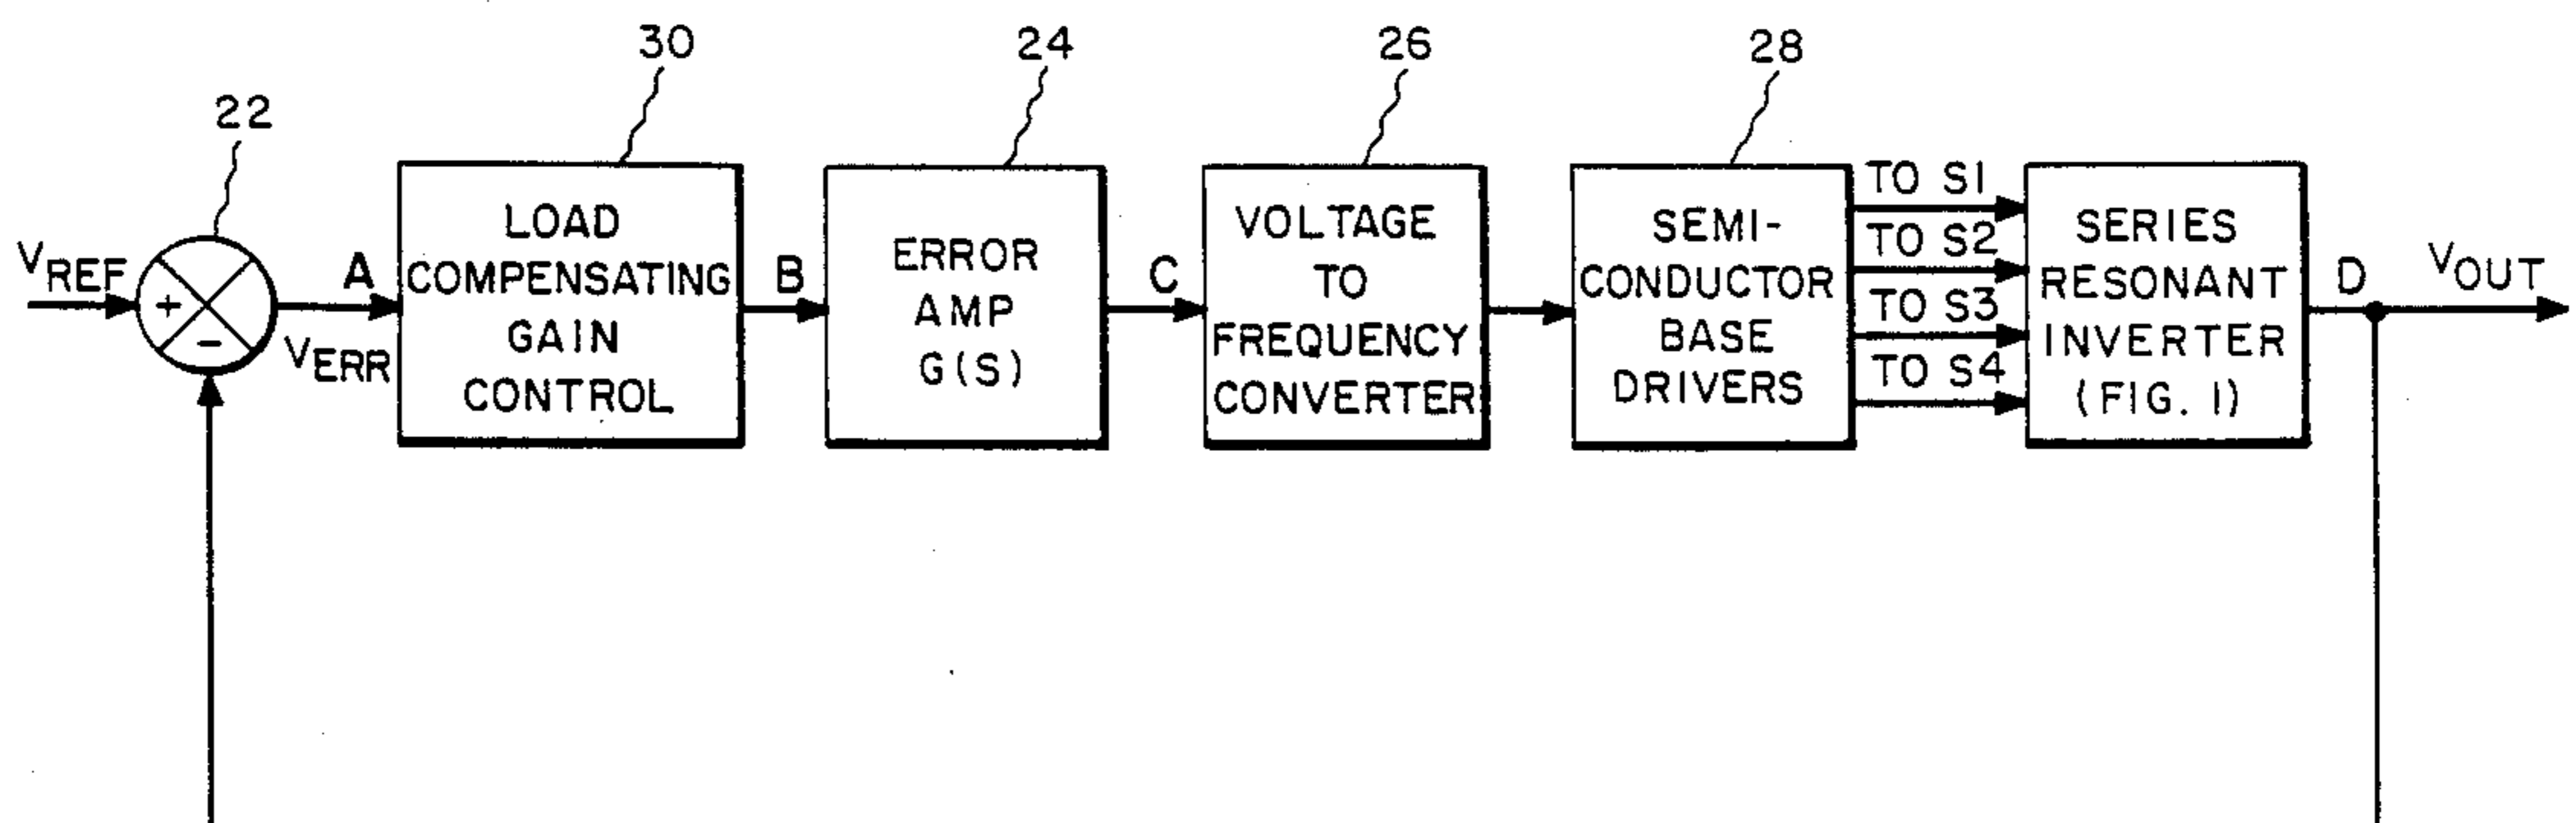 30
24
26
28
22
VREF
+
-
A
VERR
LOAD
COMPENSATING
GAIN
CONTROL
B
ERROR
AMP
G(S)
C
VOLTAGE
TO
FREQUENCY
CONVERTER
SEMI-
CONDUCTOR
BASE
DRIVERS
TO S1
TO S2
TO S3
TO S4
SERIES
RESONANT
INVERTER
(FIG. 1)
D
VOUT